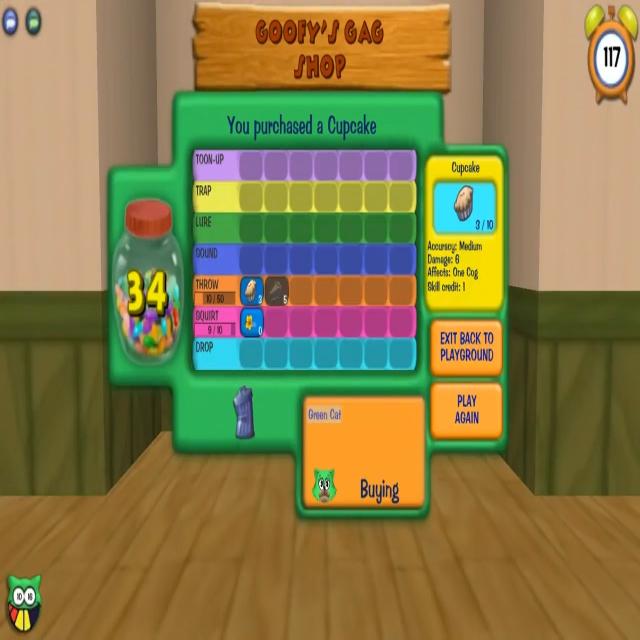 GOOFY'S GAG
SHOP
117
You purchased a Cupcake
TOON-UP
TRAP
LURE
SOUND
THROW
10 / 50
3
5
SQUIRT
9 / 10
0
DROP
34
Cupcake
3 / 10
Accuracy: Medium
Damage: 6
Affects: One Cog
Skill credit: 1
EXIT BACK TO
PLAYGROUND
PLAY
AGAIN
Green Cat
Buying